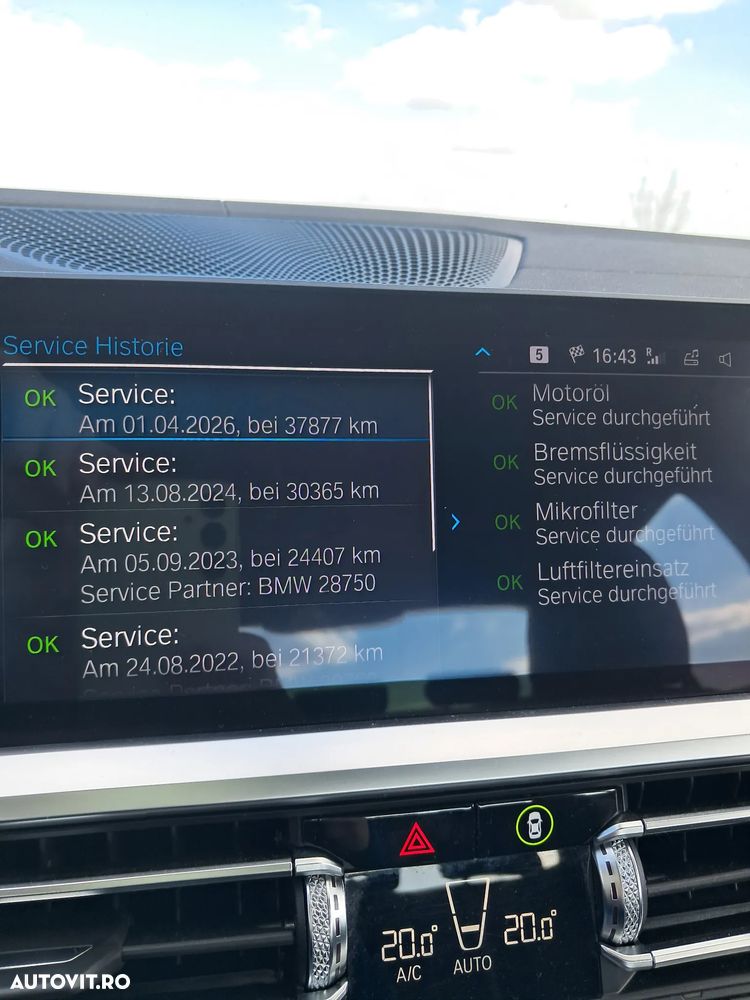 Service Historie
5 16:43 R
OK Service:
Am 01.04.2026, bei 37877 km
OK Service:
Am 13.08.2024, bei 30365 km
OK Service:
Am 05.09.2023, bei 24407 km
Service Partner: BMW 28750
OK Service:
Am 24.08.2022, bei 21372 km
Service Partner:
OK Motoröl
Service durchgeführt
OK Bremsflüssigkeit
Service durchgeführt
OK Mikrofilter
Service durchgeführt
OK Luftfiltereinsatz
Service durchgeführt
20.0° 20.0°
A/C AUTO
AUTOVIT.RO